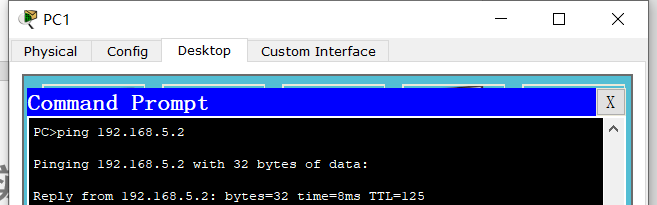 PC1
Physical Config Desktop Custom Interface
Command Prompt X
PC>ping 192.168.5.2
Pinging 192.168.5.2 with 32 bytes of data:
Reply from 192.168.5.2: bytes=32 time=8ms TTL=125